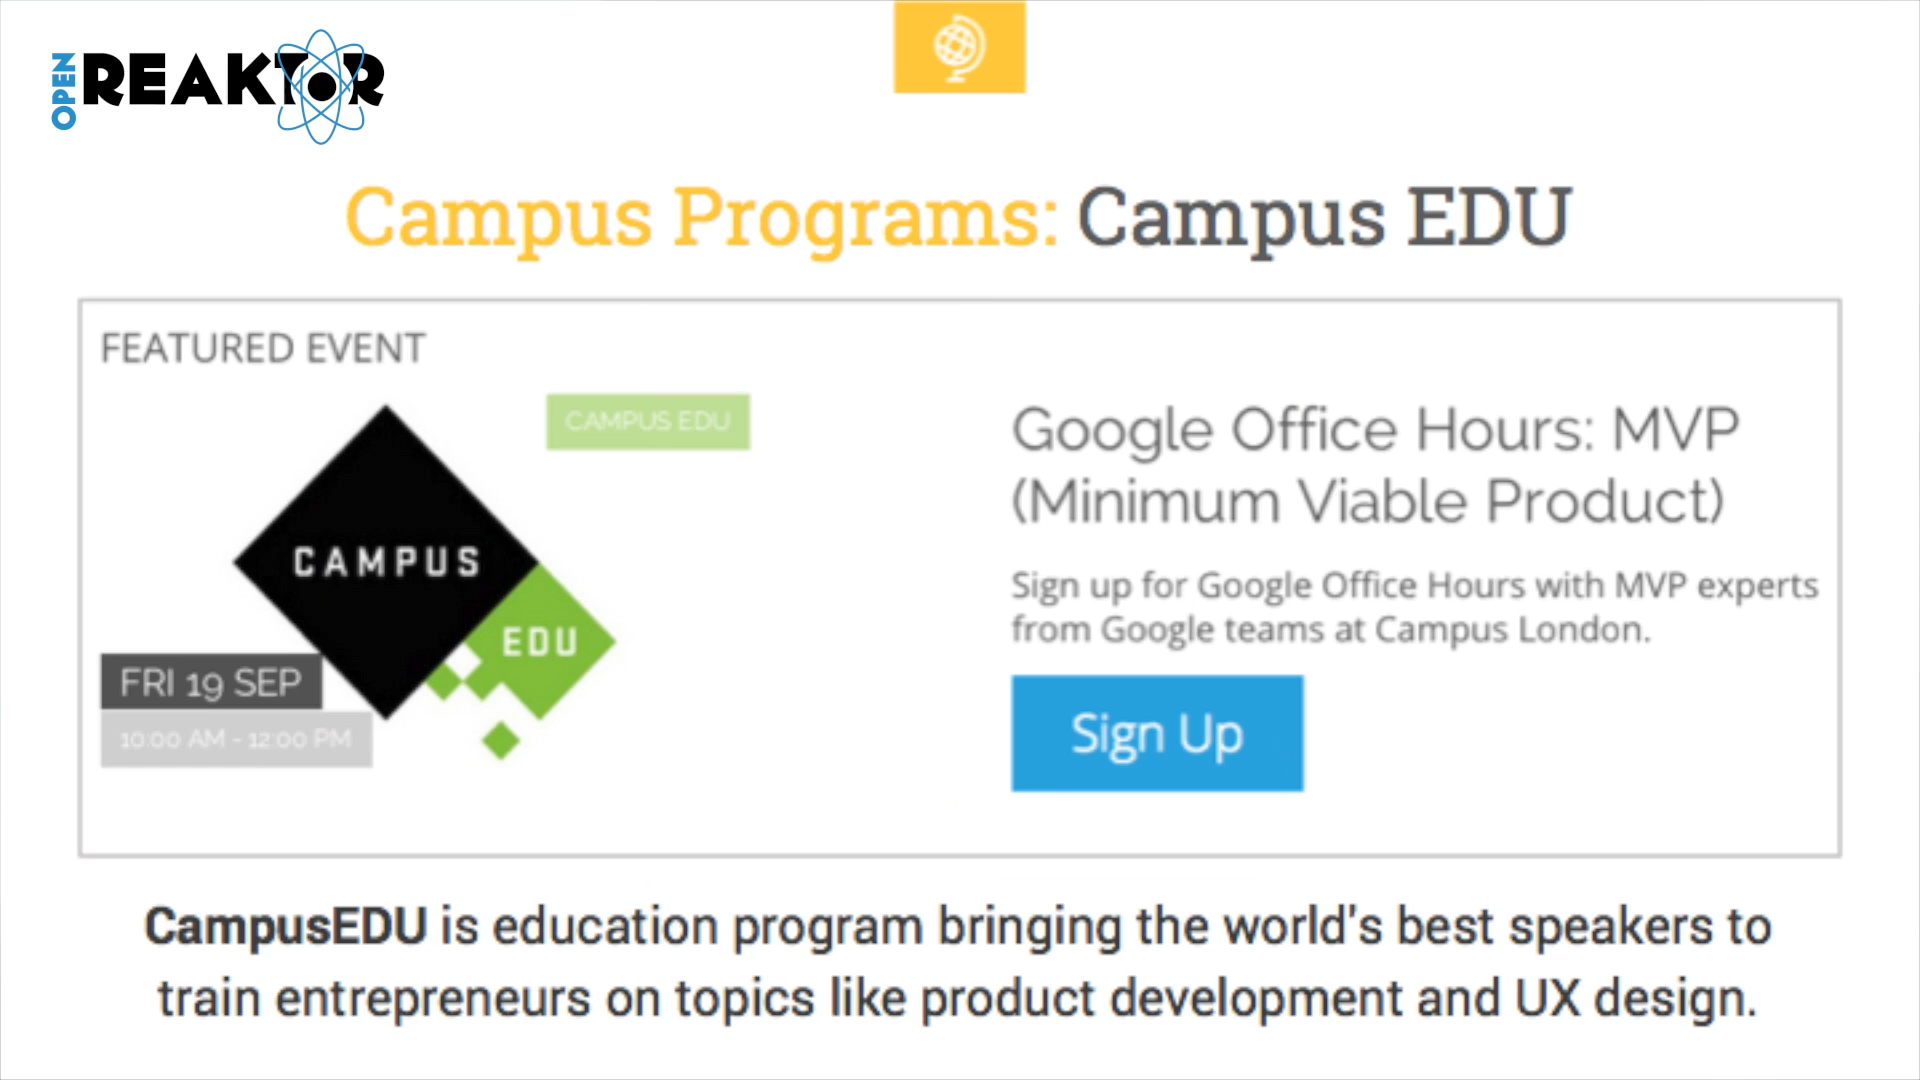 OPEN REAKTOR
Campus Programs: Campus EDU
FEATURED EVENT
CAMPUS EDU
CAMPUS
EDU
FRI 19 SEP
10:00 AM - 12:00 PM
Google Office Hours: MVP
(Minimum Viable Product)
Sign up for Google Office Hours with MVP experts
from Google teams at Campus London.
Sign Up
CampusEDU is education program bringing the world's best speakers to
train entrepreneurs on topics like product development and UX design.